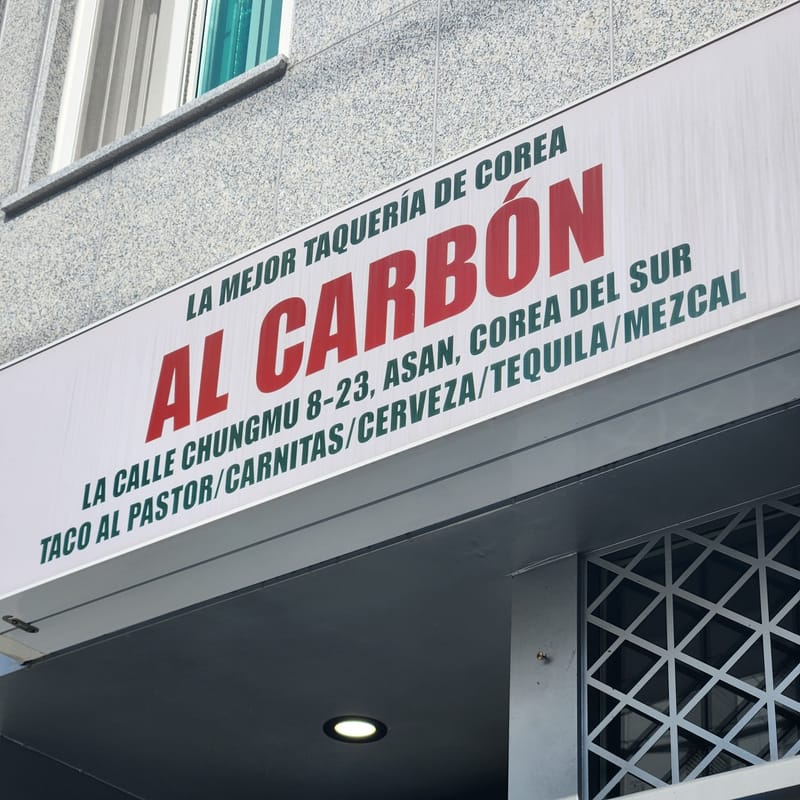 LA MEJOR TAQUERÍA DE COREA
AL CARBÓN
LA CALLE CHUNGMU 8-23, ASAN, COREA DEL SUR
TACO AL PASTOR/CARNITAS/CERVEZA/TEQUILA/MEZCAL